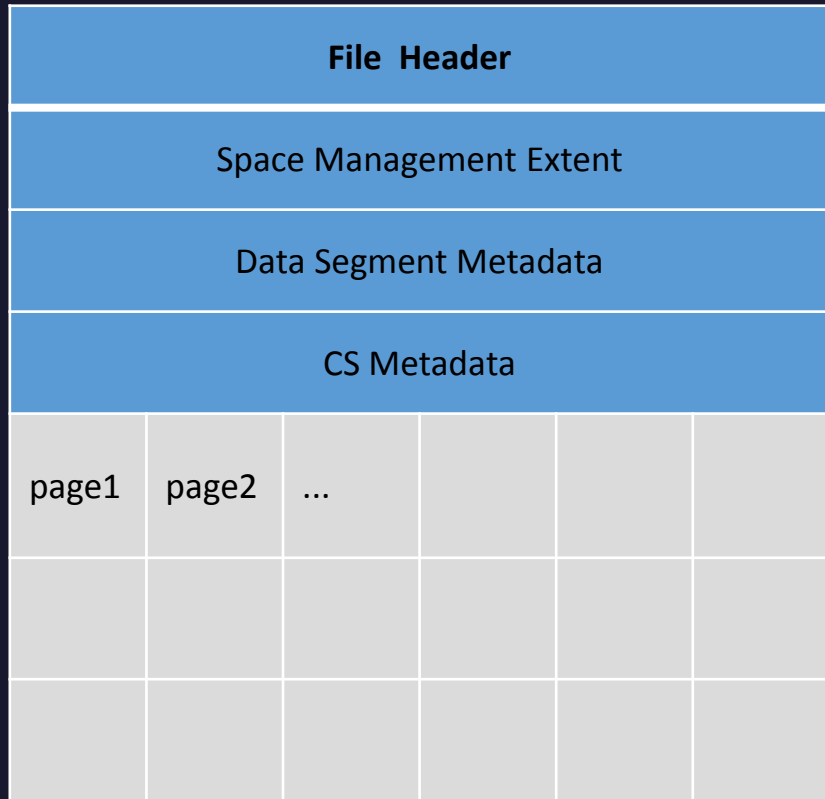 File Header
Space Management Extent
Data Segment Metadata
CS Metadata
page1 page2 ...